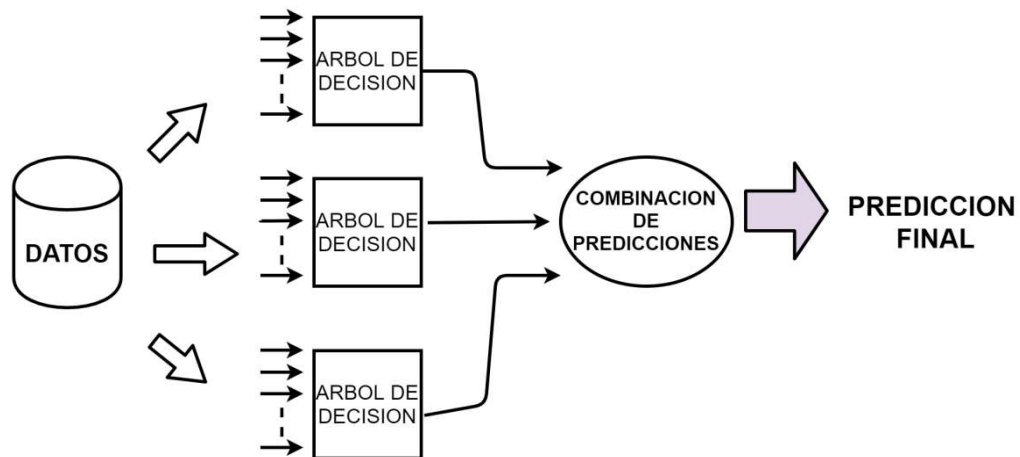 DATOS
ARBOL DE
DECISION
ARBOL DE
DECISION
ARBOL DE
DECISION
COMBINACION
DE
PREDICCIONES
PREDICCION
FINAL